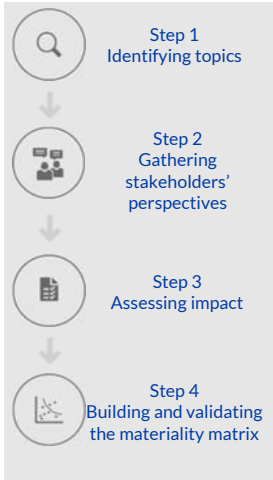 Step 1
Identifying topics
Step 2
Gathering
stakeholders’
perspectives
Step 3
Assessing impact
Step 4
Building and validating
the materiality matrix